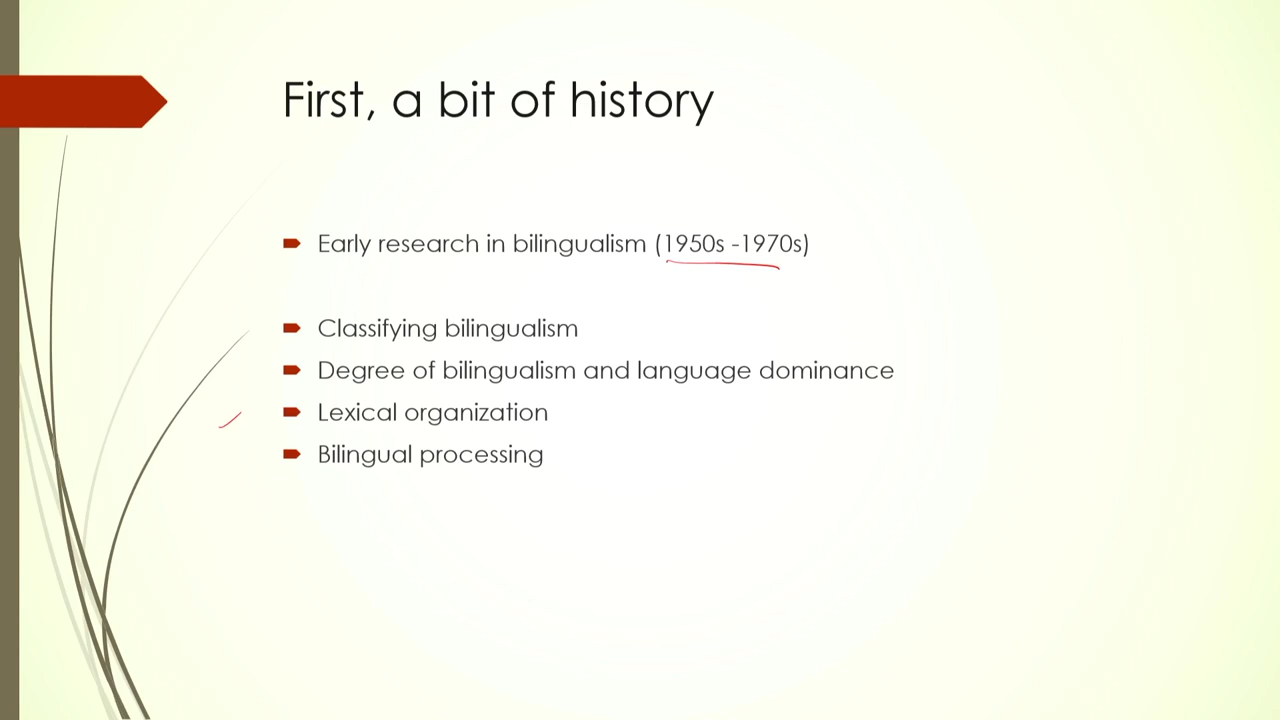 First, a bit of history
Early research in bilingualism (1950s -1970s)
Classifying bilingualism
Degree of bilingualism and language dominance
Lexical organization
Bilingual processing